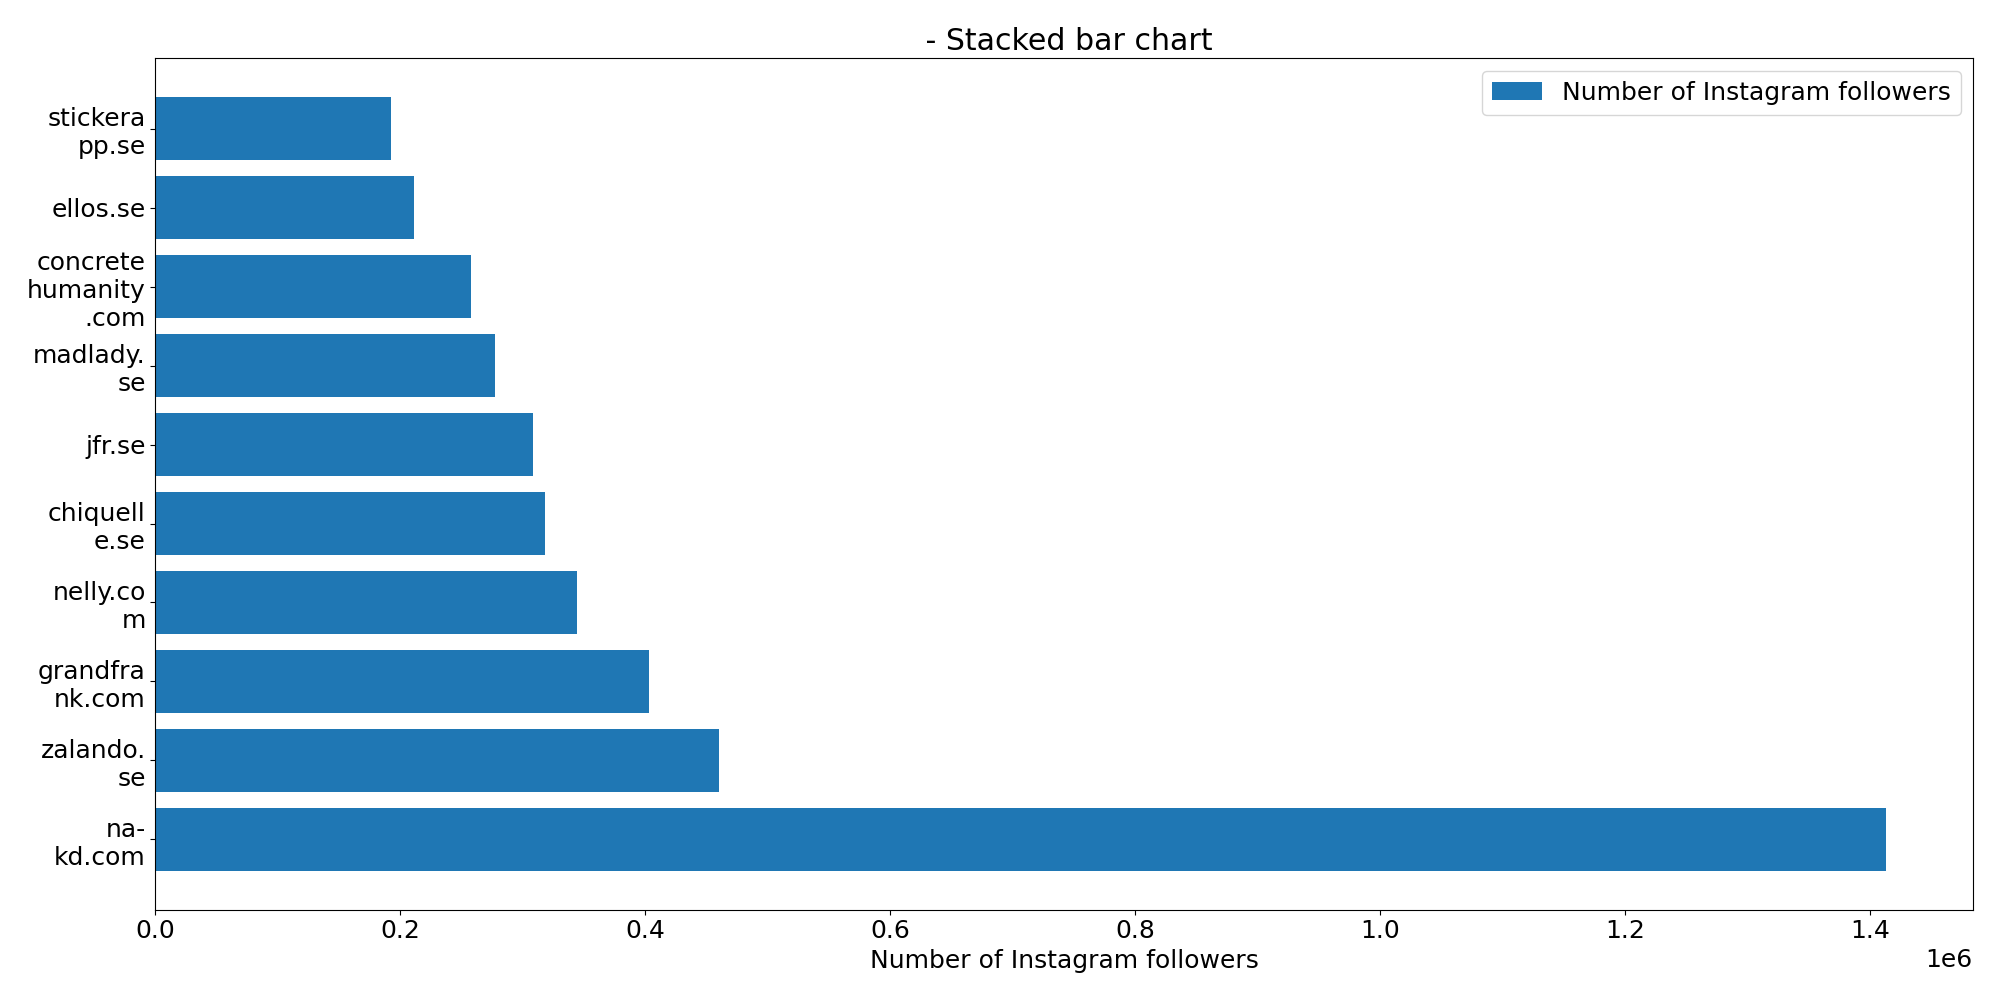 - Stacked bar chart
Number of Instagram followers
stickera
pp.se
ellos.se
concrete
humanity
.com
madlady.
se
jfr.se
chiquell
e.se
nelly.co
m
grandfra
nk.com
zalando.
se
na-
kd.com
0.0 0.2 0.4 0.6 0.8 1.0 1.2 1.4
Number of Instagram followers
1e6